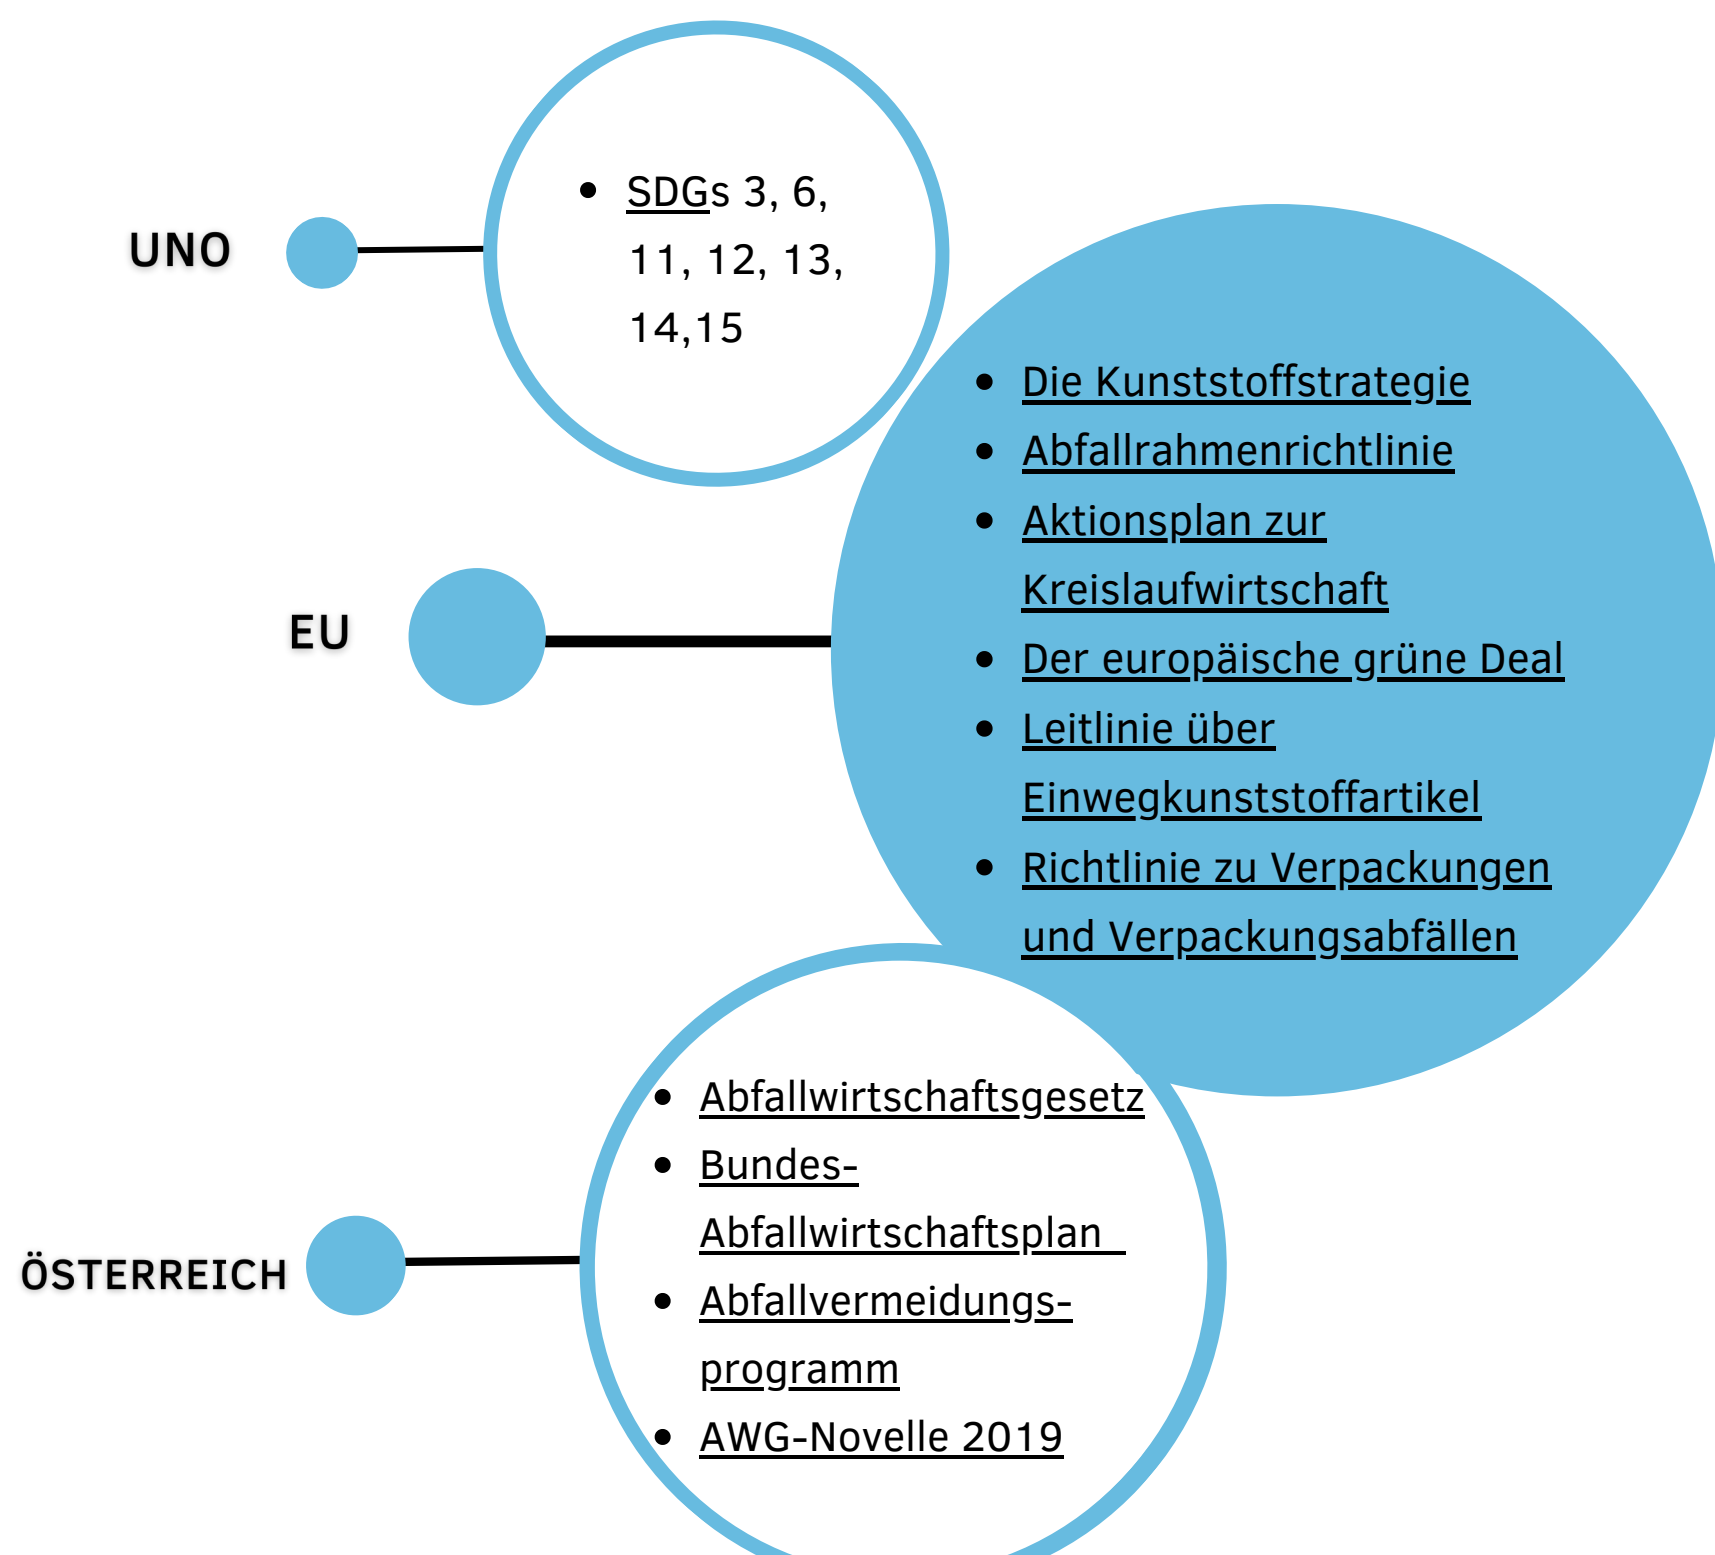 UNO
• SDGs 3, 6,
11, 12, 13,
14,15
EU
• Die Kunststoffstrategie
• Abfallrahmenrichtlinie
• Aktionsplan zur
Kreislaufwirtschaft
• Der europäische grüne Deal
• Leitlinie über
Einwegkunststoffartikel
• Richtlinie zu Verpackungen
und Verpackungsabfällen
ÖSTERREICH
• Abfallwirtschaftsgesetz
• Bundes-
Abfallwirtschaftsplan
• Abfallvermeidungs-
programm
• AWG-Novelle 2019